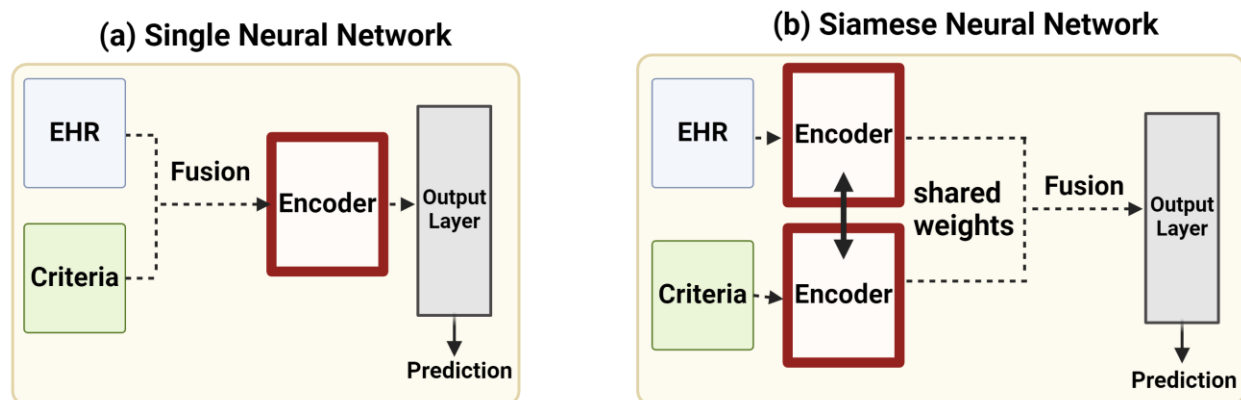 (a) Single Neural Network
EHR
Criteria
Fusion
Encoder
Output
Layer
Prediction
(b) Siamese Neural Network
EHR
Criteria
Encoder
Encoder
shared
weights
Fusion
Output
Layer
Prediction